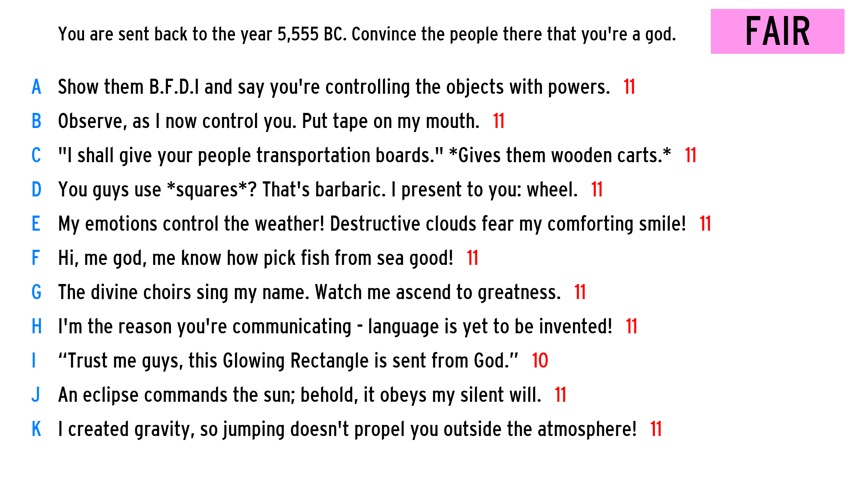 You are sent back to the year 5,555 BC. Convince the people there that you're a god.
FAIR
A Show them B.F.D.I and say you're controlling the objects with powers. 11
B Observe, as I now control you. Put tape on my mouth. 11
C "I shall give your people transportation boards." *Gives them wooden carts.* 11
D You guys use *squares*? That's barbaric. I present to you: wheel. 11
E My emotions control the weather! Destructive clouds fear my comforting smile! 11
F Hi, me god, me know how pick fish from sea good! 11
G The divine choirs sing my name. Watch me ascend to greatness. 11
H I'm the reason you're communicating - language is yet to be invented! 11
I “Trust me guys, this Glowing Rectangle is sent from God.” 10
J An eclipse commands the sun; behold, it obeys my silent will. 11
K I created gravity, so jumping doesn't propel you outside the atmosphere! 11